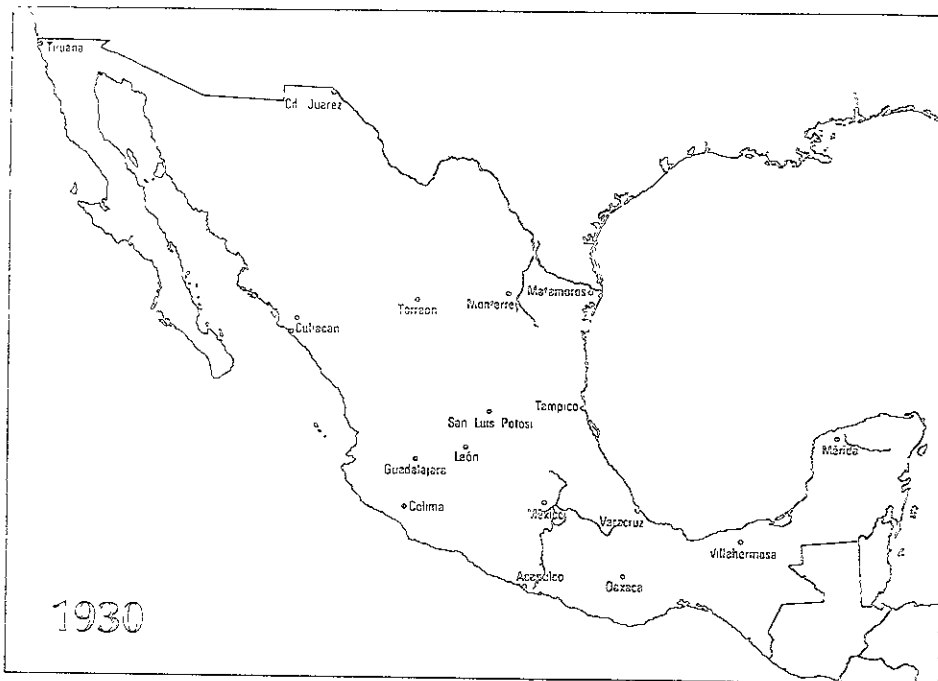 Tijuana
Cd Juarez
Matamoros
Monterrey
Torreon
Culiacan
Tampico
San Luis Potosi
Mérida
León
Guadalajara
Colima
México
Veracruz
Villahermosa
Acapulco
Oaxaca
1930